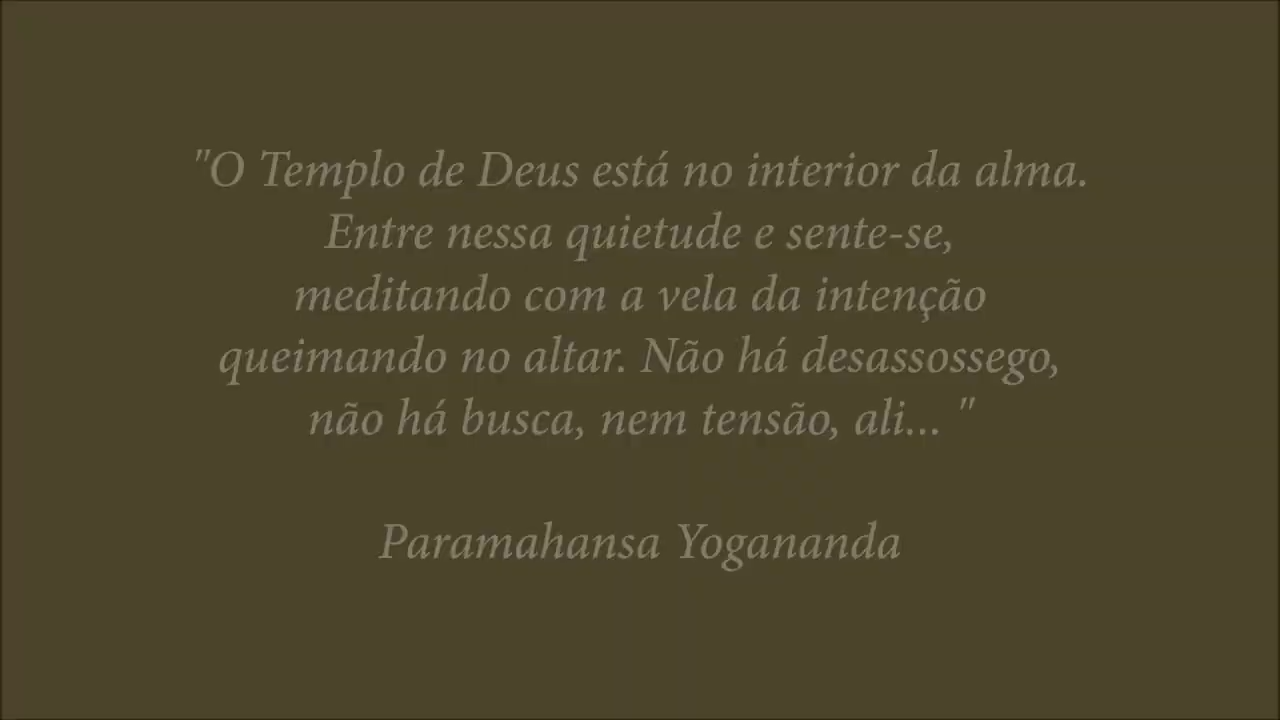 "O Templo de Deus está no interior da alma.
Entre nessa quietude e sente-se,
meditando com a vela da intenção
queimando no altar. Não há desassossego,
não há busca, nem tensão, ali... "
Paramahansa Yogananda